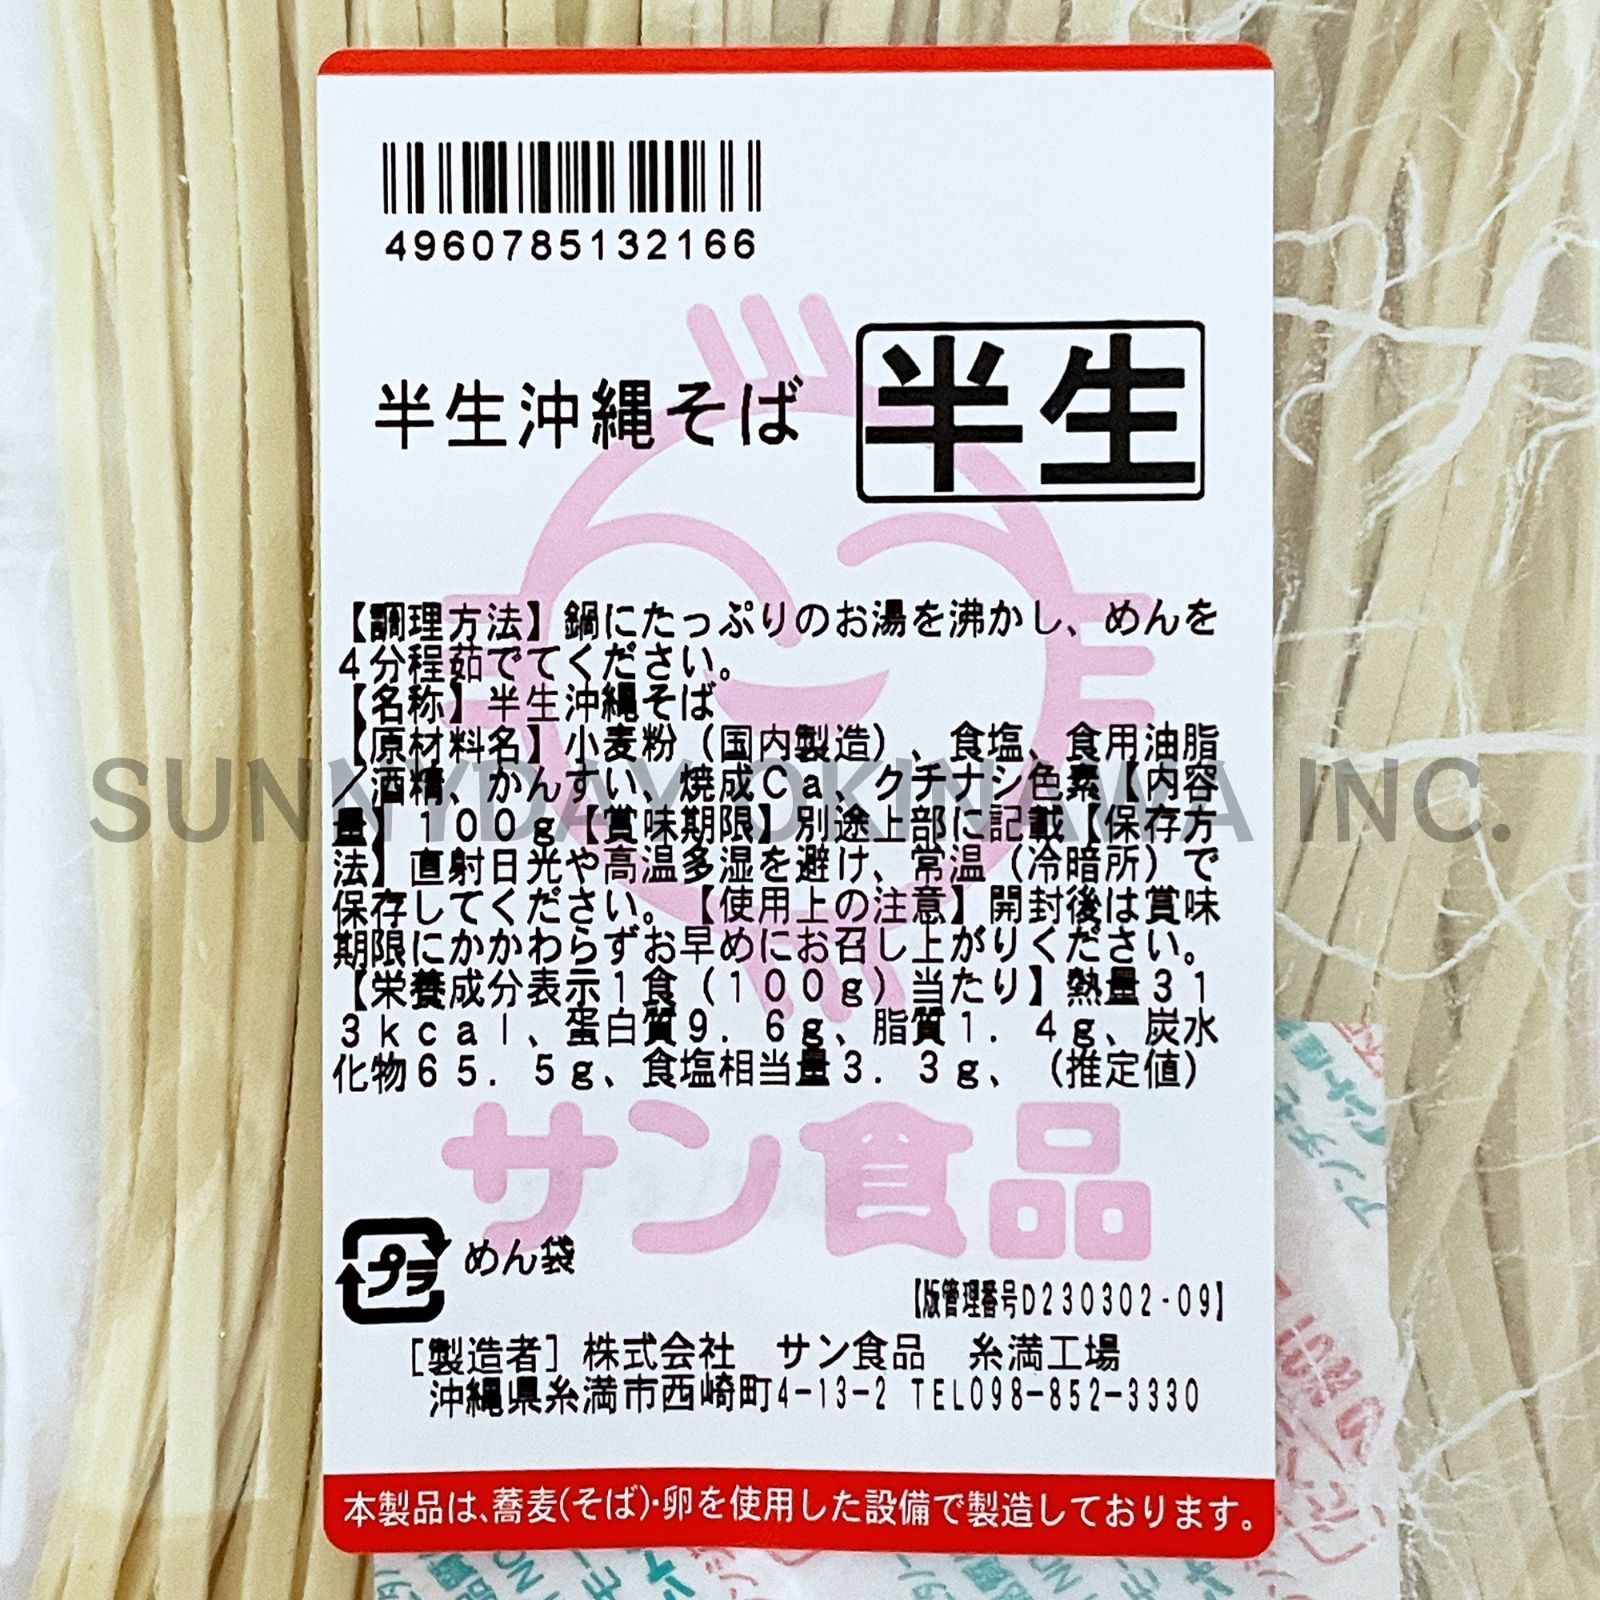 4960785132166
半生沖縄そば
半生
【調理方法】鍋にたっぷりのお湯を沸かし、めんを
4分程茹でてください。
【名称】半生沖縄そば
【原材料名】小麦粉（国内製造）、食塩、食用油脂
／酒精、かんすい、焼成Ca、クチナシ色素【内容
量】100g【賞味期限】別途上部に記載【保存方
法】直射日光や高温多湿を避け、常温（冷暗所）で
保存してください。【使用上の注意】開封後は賞味
期限にかかわらずお早めにお召し上がりください。
【栄養成分表示1食（100g）当たり】熱量31
3kcal、蛋白質9．6g、脂質1．4g、炭水
化物65．5g、食塩相当量3．3g、（推定値）
SUNNYDAY OKINAWA INC.
サン食品
プラ めん袋
【版管理番号D230302-09】
[製造者] 株式会社 サン食品 糸満工場
沖縄県糸満市西崎町4-13-2 TEL098-852-3330
本製品は、蕎麦(そば)・卵を使用した設備で製造しております。